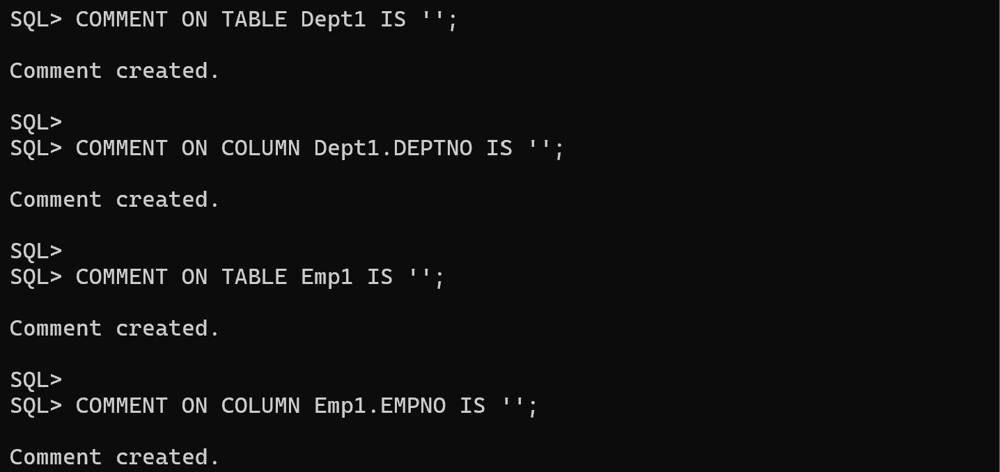 SQL> COMMENT ON TABLE Dept1 IS '';
Comment created.
SQL>
SQL> COMMENT ON COLUMN Dept1.DEPTNO IS '';
Comment created.
SQL>
SQL> COMMENT ON TABLE Emp1 IS '';
Comment created.
SQL>
SQL> COMMENT ON COLUMN Emp1.EMPNO IS '';
Comment created.